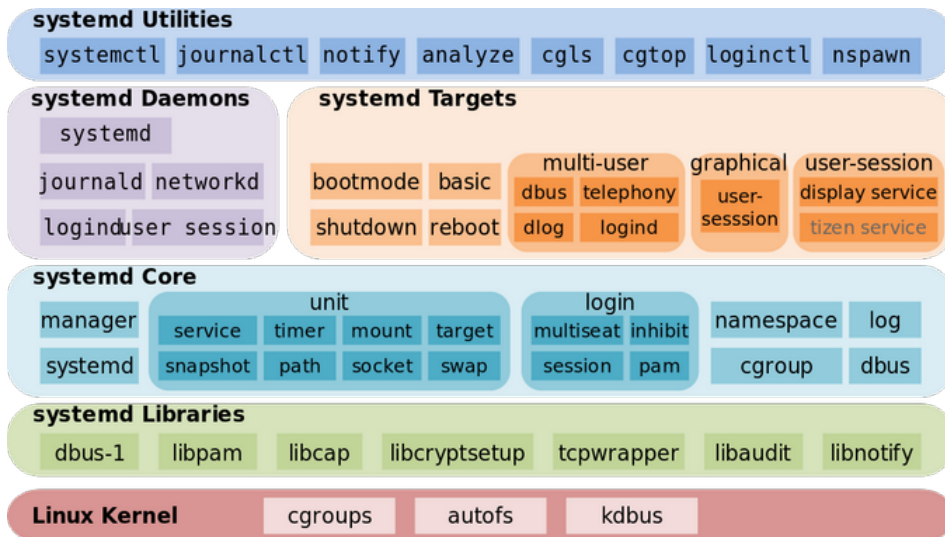 systemd Utilities
systemctl journalctl notify analyze cgls cgtop loginctl nspawn
systemd Daemons
systemd
journald networkd
logind user session
systemd Targets
bootmode basic
shutdown reboot
multi-user
dbus telephony
dlog logind
graphical
user-
sesssion
user-session
display service
tizen service
systemd Core
manager
systemd
unit
service timer mount target
snapshot path socket swap
login
multiseat inhibit
session pam
namespace log
cgroup dbus
systemd Libraries
dbus-1 libpam libcap libcryptsetup tcpwrapper libaudit libnotify
Linux Kernel cgroups autofs kdbus